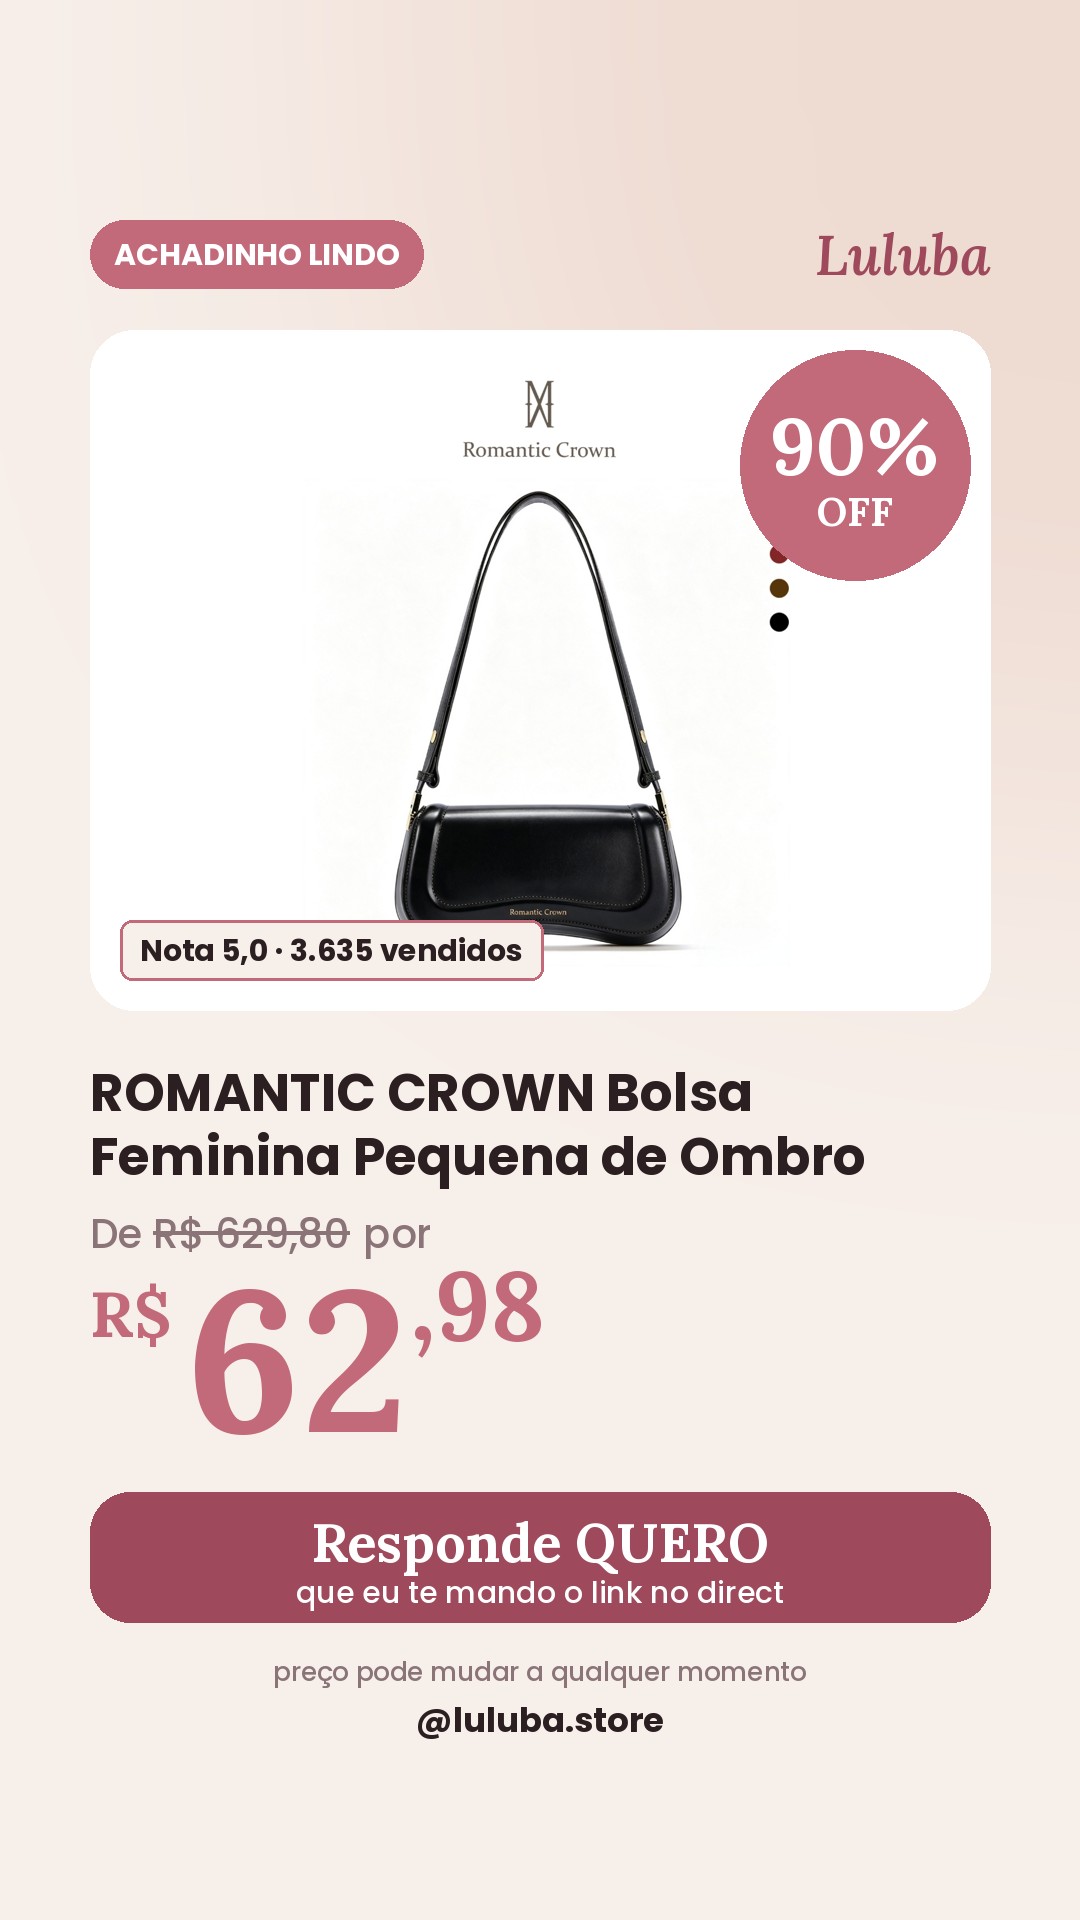 ACHADINHO LINDO
Luluba
Romantic Crown
90%
OFF
Romantic Crown
Nota 5,0 · 3.635 vendidos
ROMANTIC CROWN Bolsa
Feminina Pequena de Ombro
De R$ 629,80 por
R$ 62,98
Responde QUERO
que eu te mando o link no direct
preço pode mudar a qualquer momento
@luluba.store